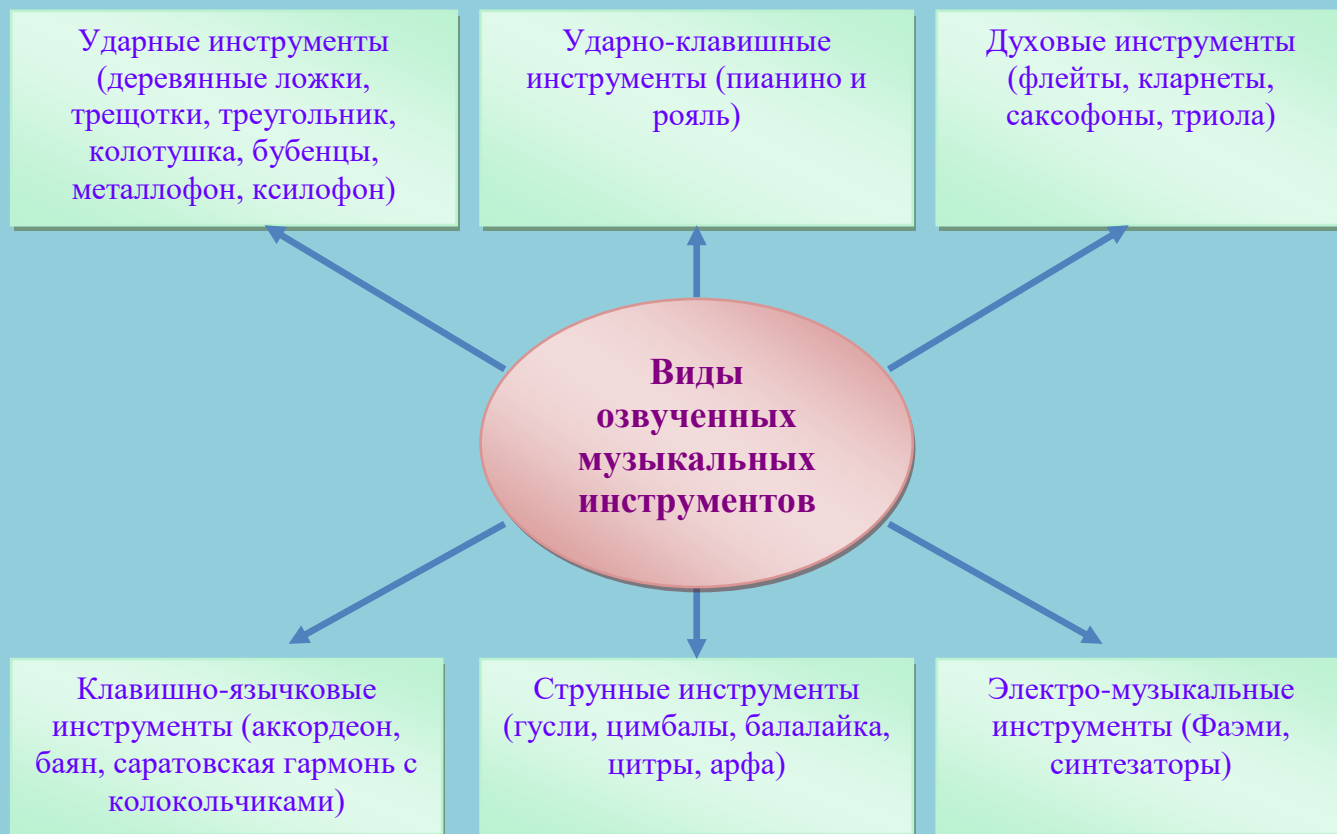 Ударные инструменты
(деревянные ложки,
трещотки, треугольник,
колотушка, бубенцы,
металлофон, ксилофон)
Ударно-клавишные
инструменты (пианино и
рояль)
Духовые инструменты
(флейты, кларнеты,
саксофоны, триола)
Виды
озвученных
музыкальных
инструментов
Клавишно-язычковые
инструменты (аккордеон,
баян, саратовская гармонь с
колокольчиками)
Струнные инструменты
(гусли, цимбалы, балалайка,
цитры, арфа)
Электро-музыкальные
инструменты (Фаэми,
синтезаторы)